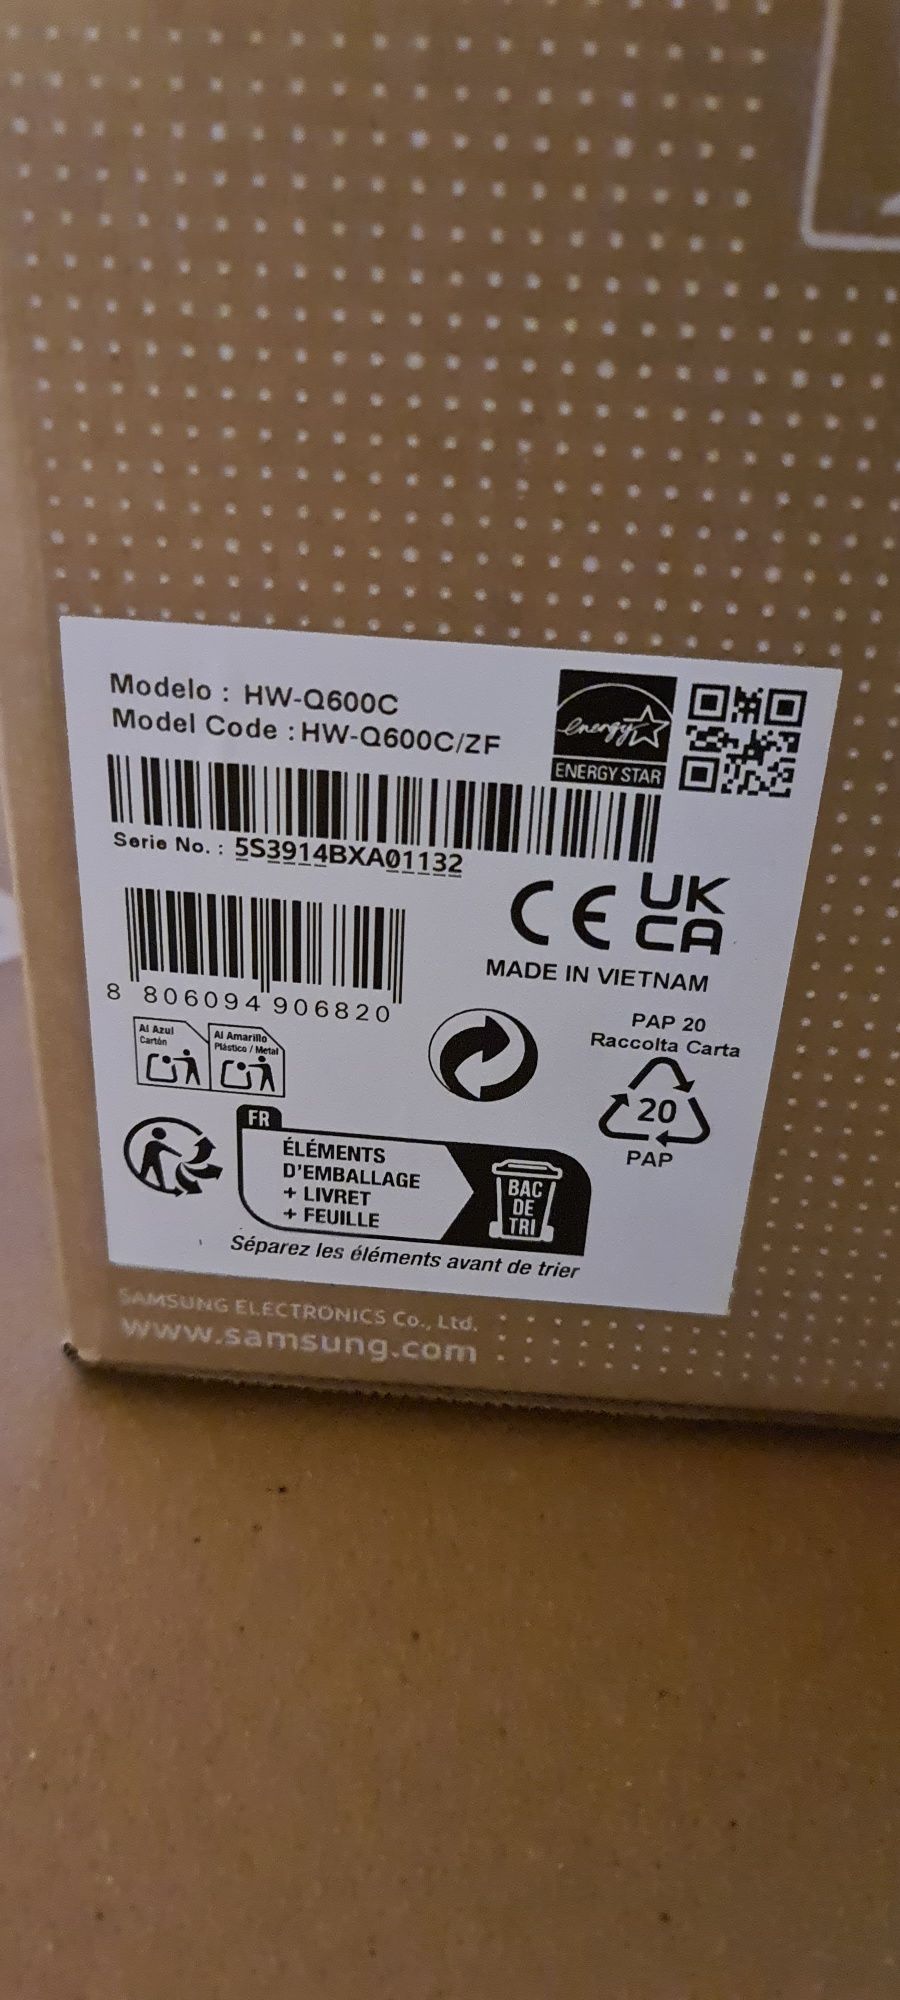 Modelo : HW-Q600C
Model Code : HW-Q600C/ZF
energy
ENERGY STAR
Serie No. : 5S3914BXA01132
CE UK CA
MADE IN VIETNAM
8 806094 906820
Al Azul
Cartón
Al Amarillo
Plástico / Metal
PAP 20
Raccolta Carta
20
PAP
FR
ÉLÉMENTS
D'EMBALLAGE
+ LIVRET
+ FEUILLE
BAC
DE
TRI
Séparez les éléments avant de trier
SAMSUNG ELECTRONICS Co., Ltd.
www.samsung.com